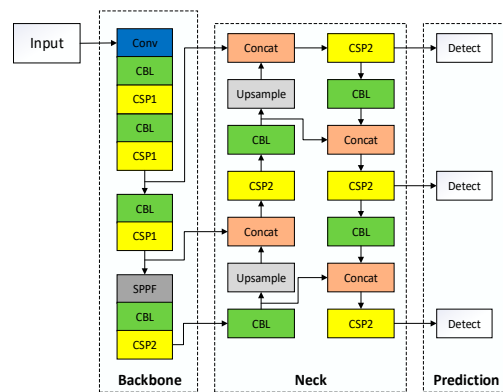 Input
Conv
CBL
CSP1
CBL
CSP1
CBL
CSP1
SPPF
CBL
CSP2
Backbone
Concat
Upsample
CBL
CSP2
Concat
Upsample
CBL
CSP2
CBL
Concat
CSP2
CBL
Concat
CSP2
Neck
Detect
Detect
Detect
Prediction